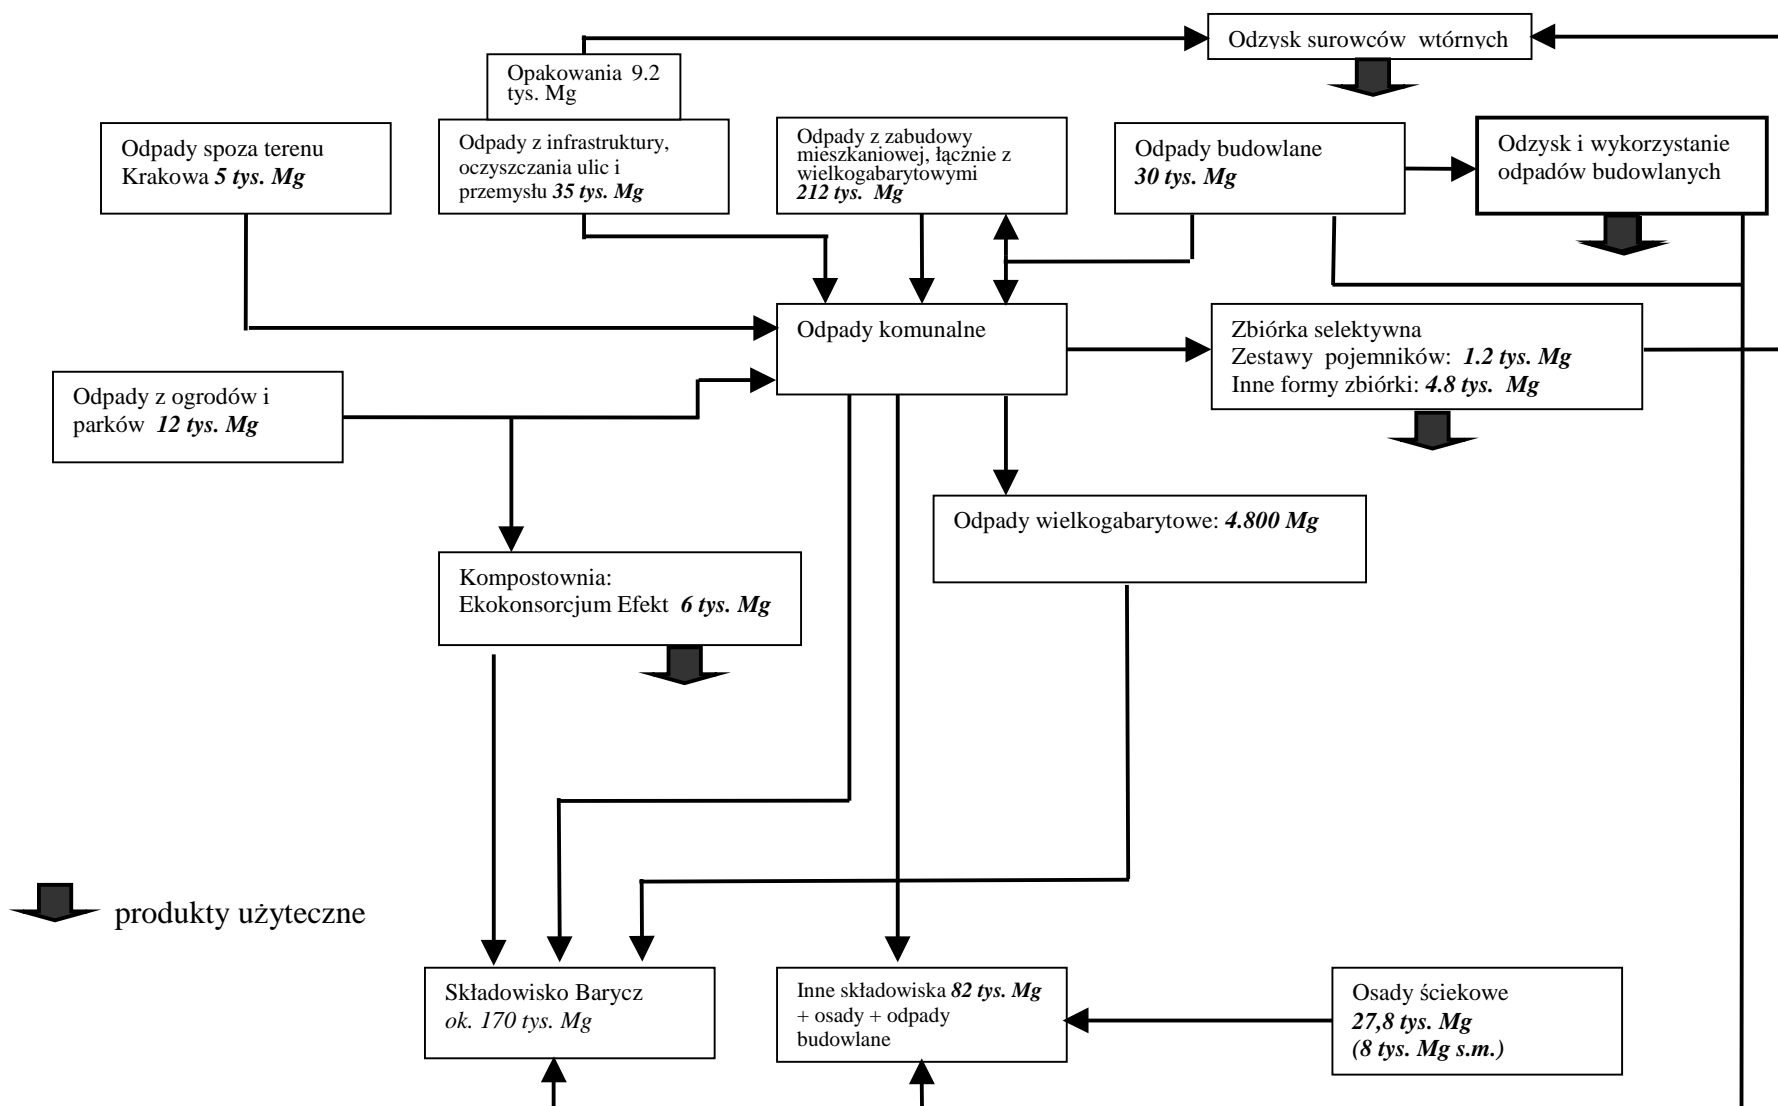 Odzysk surowców wtórnych
Opakowania 9.2
tys. Mg
Odpady spoza terenu
Krakowa 5 tys. Mg
Odpady z infrastruktury,
oczyszczania ulic i
przemysłu 35 tys. Mg
Odpady z zabudowy
mieszkaniowej, łącznie z
wielkogabarytowymi
212 tys. Mg
Odpady budowlane
30 tys. Mg
Odzysk i wykorzystanie
odpadów budowlanych
Odpady komunalne
Zbiórka selektywna
Zestawy pojemników: 1.2 tys. Mg
Inne formy zbiórki: 4.8 tys. Mg
Odpady z ogrodów i
parków 12 tys. Mg
Odpady wielkogabarytowe: 4.800 Mg
Kompostownia:
Ekokonsorcjum Efekt 6 tys. Mg
produkty użyteczne
Składowisko Barycz
ok. 170 tys. Mg
Inne składowiska 82 tys. Mg
+ osady + odpady
budowlane
Osady ściekowe
27,8 tys. Mg
(8 tys. Mg s.m.)